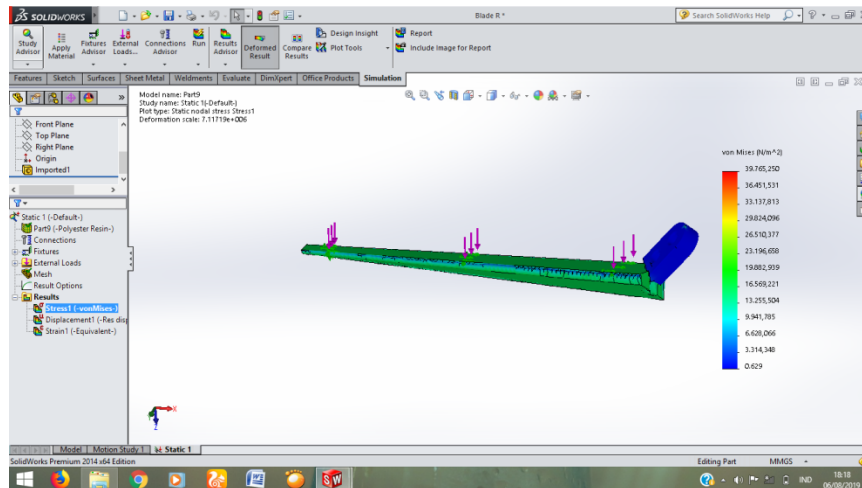 SOLIDWORKS
Blade R *
Search SolidWorks Help
Study Advisor
Apply Material
Fixtures Advisor
External Loads...
Connections Advisor
Run
Results Advisor
Deformed Result
Compare Results
Design Insight
Plot Tools
Report
Include Image for Report
Features Sketch Surfaces Sheet Metal Weldments Evaluate DimXpert Office Products Simulation
Front Plane
Top Plane
Right Plane
Origin
Imported1
Static 1 (-Default-)
Part9 (-Polyester Resin-)
Connections
Fixtures
External Loads
Mesh
Result Options
Results
Stress1 (-vonMises-)
Displacement1 (-Res disp
Strain1 (-Equivalent-)
Model name: Part9
Study name: Static 1(-Default-)
Plot type: Static nodal stress Stress1
Deformation scale: 7.11719e+006
von Mises (N/m^2)
39.765,250
36.451,531
33.137,813
29.824,096
26.510,377
23.196,658
19.882,939
16.569,221
13.255,504
9.941,785
6.628,066
3.314,348
0.629
X
Z
Model Motion Study 1 Static 1
SolidWorks Premium 2014 x64 Edition
Editing Part MMGS
IND
18:18
06/08/2019